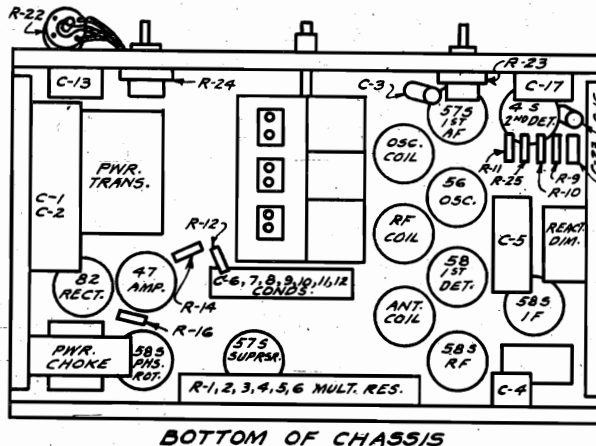 R-22
C-13
R-24
C-3
R-23
C-17
57S
1ST
AF
4 S
2ND DET.
OSC.
COIL
R-11
R-25
R-9
R-10
PWR.
TRANS.
C-1
C-2
R-12
56
OSC.
RF
COIL
C-5
REACT.
DIM.
82
RECT.
47
AMP.
R-14
C-6, 7, 8, 9, 10, 11, 12
CONDS.
58
1ST
DET.
58S
IF
R-16
ANT.
COIL
PWR.
CHOKE
58S
PHS.
ROT.
57S
SUPRSR.
58S
RF
R-1, 2, 3, 4, 5, 6 MULT. RES.
C-4
BOTTOM OF CHASSIS